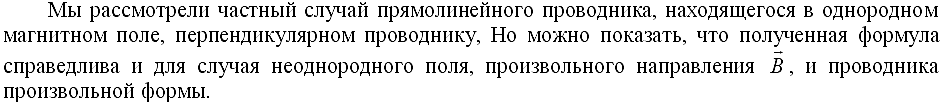 Мы рассмотрели частный случай прямолинейного проводника, находящегося в однородном
магнитном поле, перпендикулярном проводнику, Но можно показать, что полученная формула
справедлива и для случая неоднородного поля, произвольного направления B⃗, и проводника
произвольной формы.